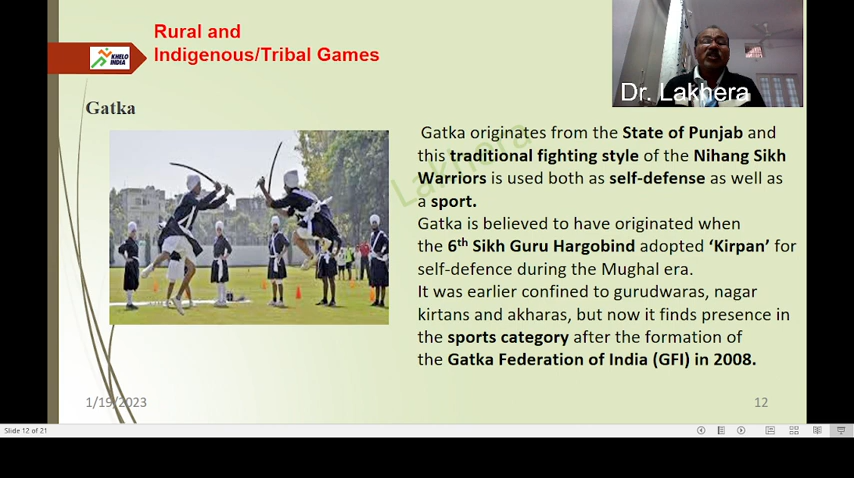 Rural and
Indigenous/Tribal Games
KHELO
INDIA
Dr. Lakhera
Gatka
Gatka originates from the State of Punjab and
this traditional fighting style of the Nihang Sikh
Warriors is used both as self-defense as well as
a sport.
Gatka is believed to have originated when
the 6th Sikh Guru Hargobind adopted ‘Kirpan’ for
self-defence during the Mughal era.
It was earlier confined to gurudwaras, nagar
kirtans and akharas, but now it finds presence in
the sports category after the formation of
the Gatka Federation of India (GFI) in 2008.
Lakhera
1/19/2023
12
Slide 12 of 21